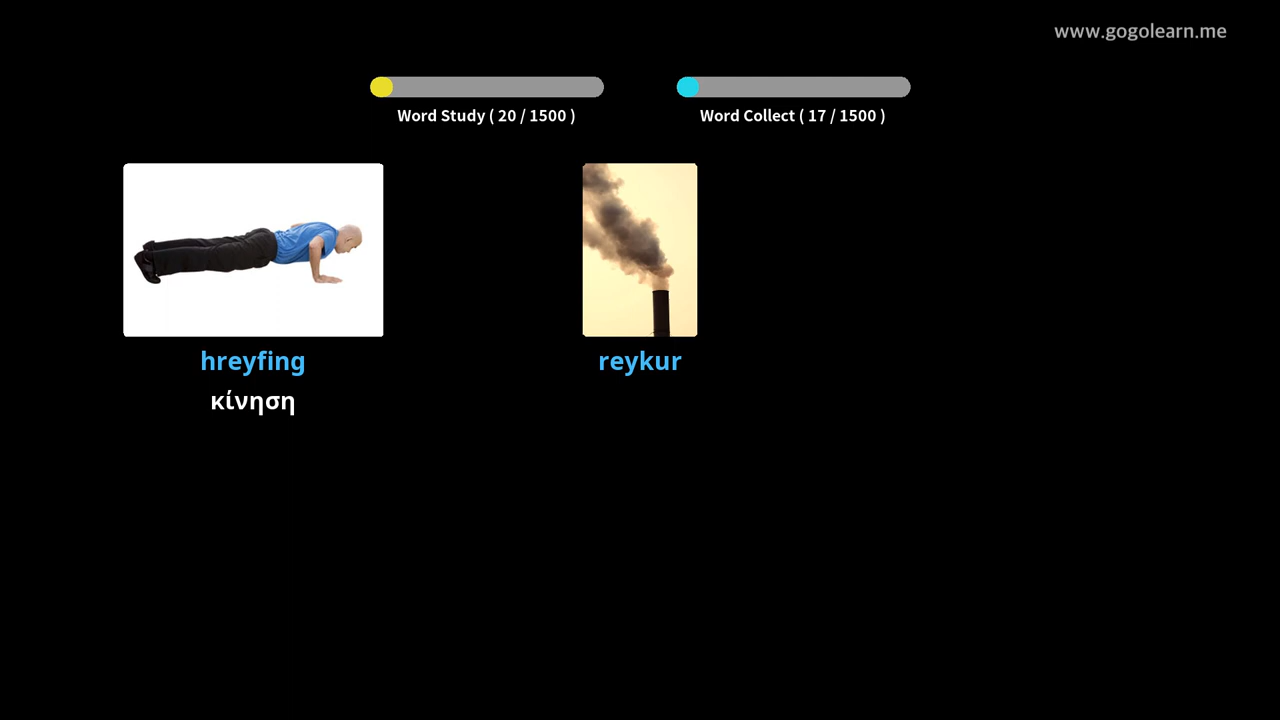 www.gogolearn.me
Word Study ( 20 / 1500 )
Word Collect ( 17 / 1500 )
hreyfing
κίνηση
reykur